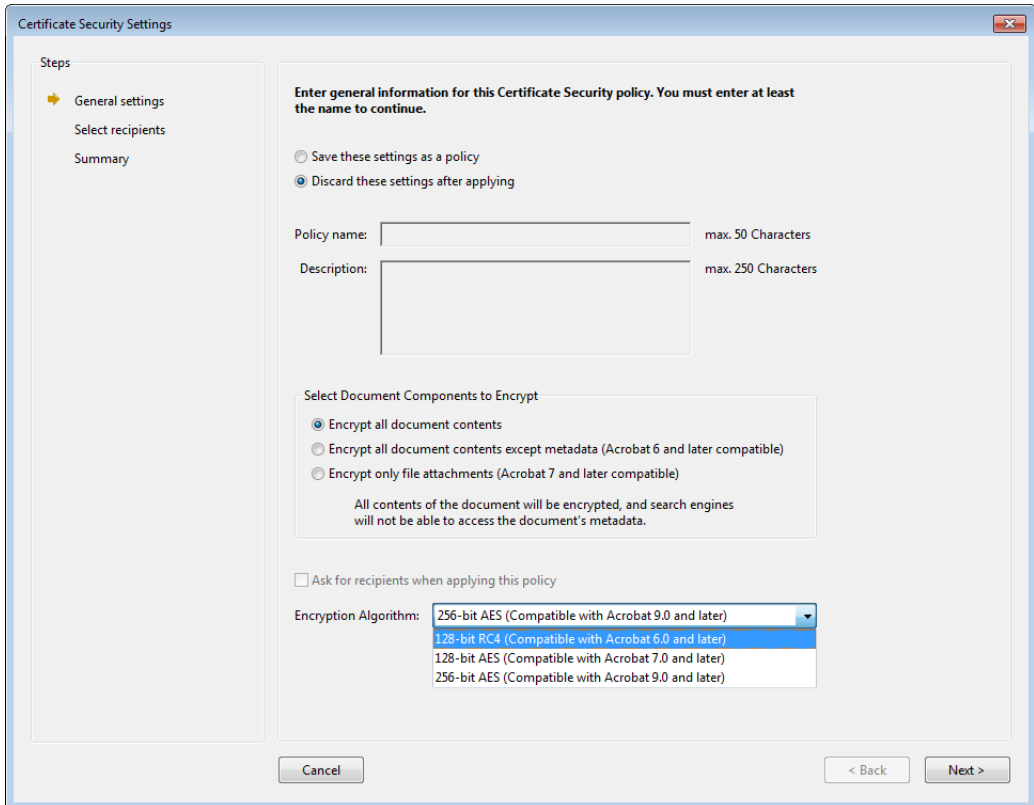 Certificate Security Settings
Steps
General settings
Select recipients
Summary
Enter general information for this Certificate Security policy. You must enter at least
the name to continue.
Save these settings as a policy
Discard these settings after applying
Policy name:
max. 50 Characters
Description:
max. 250 Characters
Select Document Components to Encrypt
Encrypt all document contents
Encrypt all document contents except metadata (Acrobat 6 and later compatible)
Encrypt only file attachments (Acrobat 7 and later compatible)
All contents of the document will be encrypted, and search engines
will not be able to access the document's metadata.
Ask for recipients when applying this policy
Encryption Algorithm:
256-bit AES (Compatible with Acrobat 9.0 and later)
128-bit RC4 (Compatible with Acrobat 6.0 and later)
128-bit AES (Compatible with Acrobat 7.0 and later)
256-bit AES (Compatible with Acrobat 9.0 and later)
Cancel
< Back
Next >